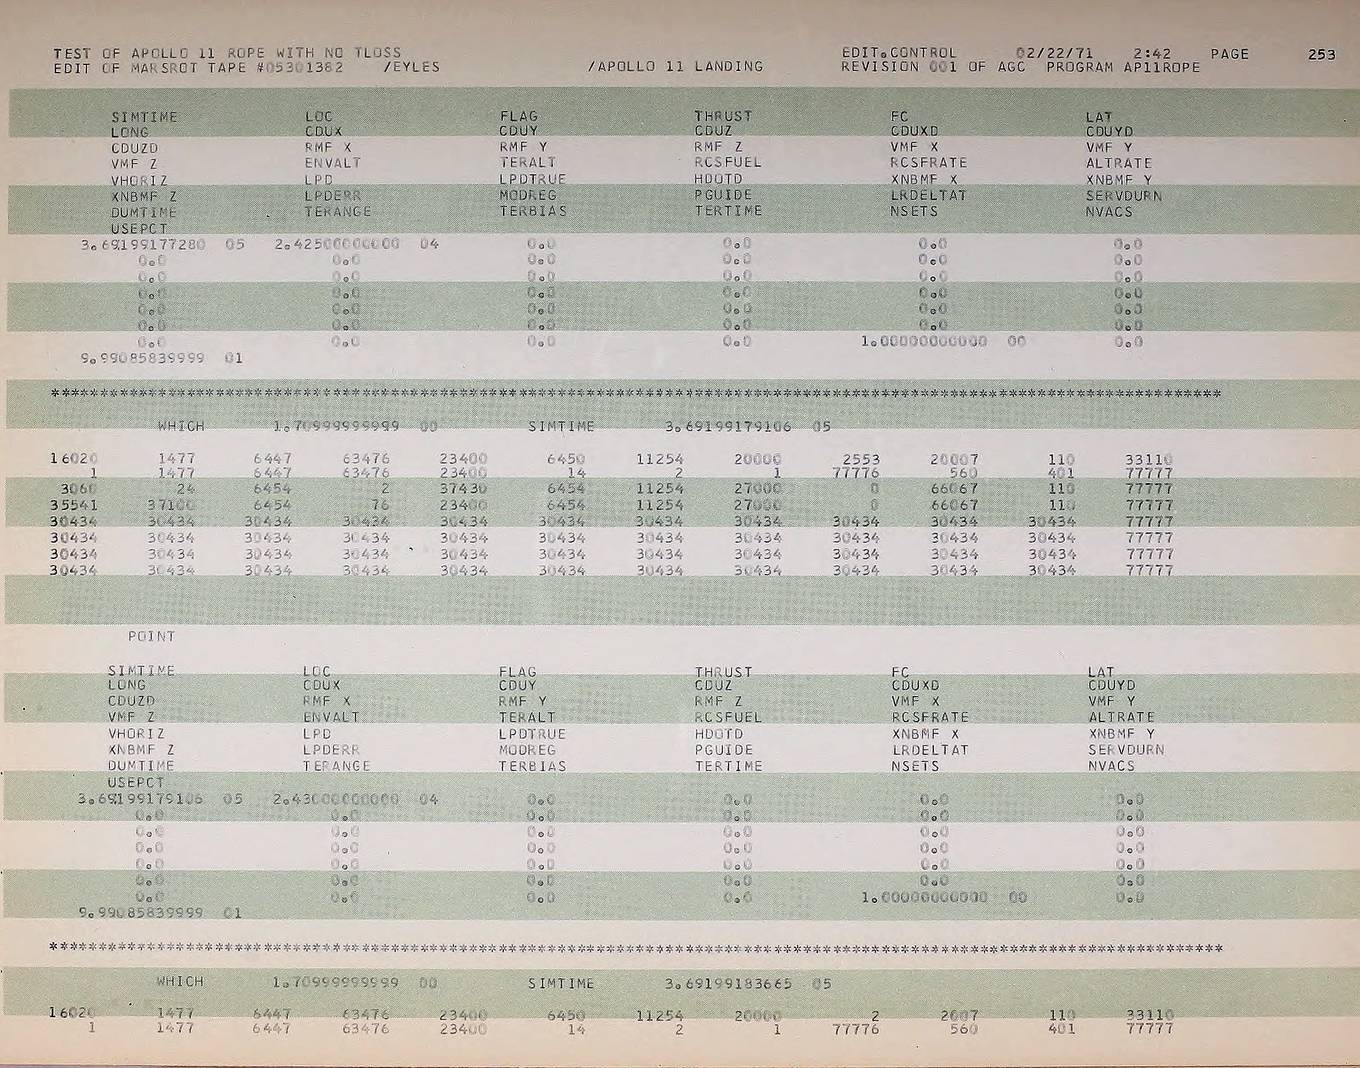 TEST OF APOLLO 11 ROPE WITH NO TLOSS EDIT.CONTROL 02/22/71 2:42 PAGE 253
EDIT OF MARSROT TAPE #05301382 /EYLES /APOLLO 11 LANDING REVISION 001 OF AGC PROGRAM AP11ROPE
SIMTIME LOC FLAG THRUST FC LAT
LONG CDUX CDUY CDUZ CDUXD CDUYD
CDUZD RMF X RMF Y RMF Z VMF X VMF Y
VMF Z ENVALT TERALT RCSFUEL RCSFRATE ALTRATE
VHORIZ LPD LPDTRUE HDOTD XNBMF X XNBMF Y
XNBMF Z LPDERR MODREG PGUIDE LRDELTAT SERVDURN
DUMTIME TERANGE TERBIAS TERTIME NSETS NVACS
USEPCT
3.69199177280 05 2.42500000000 04 0.0 0.0 0.0 0.0
0.0 0.0 0.0 0.0 0.0 0.0
0.0 0.0 0.0 0.0 0.0 0.0
0.0 0.0 0.0 0.0 0.0 0.0
0.0 0.0 0.0 0.0 0.0 0.0
0.0 0.0 0.0 0.0 0.0 0.0
0.0 0.0 0.0 0.0 1.00000000000 00 0.0
9.99085839999 01
************************************************************************************************************************
WHICH 1.70999999999 00 SIMTIME 3.69199179106 05
16020 1477 6447 63476 23400 6450 11254 20000 2553 20007 110 33110
1 1477 6447 63476 23400 14 2 1 77776 560 401 77777
3060 24 6454 2 37430 6454 11254 27000 0 66067 110 77777
35541 37100 6454 76 23400 6454 11254 27000 0 66067 110 77777
30434 30434 30434 30434 30434 30434 30434 30434 30434 30434 30434 77777
30434 30434 30434 30434 30434 30434 30434 30434 30434 30434 30434 77777
30434 30434 30434 30434 30434 30434 30434 30434 30434 30434 30434 77777
30434 30434 30434 30434 30434 30434 30434 30434 30434 30434 30434 77777
POINT
SIMTIME LOC FLAG THRUST FC LAT
LONG CDUX CDUY CDUZ CDUXD CDUYD
CDUZD RMF X RMF Y RMF Z VMF X VMF Y
VMF Z ENVALT TERALT RCSFUEL RCSFRATE ALTRATE
VHORIZ LPD LPDTRUE HDOTD XNBMF X XNBMF Y
XNBMF Z LPDERR MODREG PGUIDE LRDELTAT SERVDURN
DUMTIME TERANGE TERBIAS TERTIME NSETS NVACS
USEPCT
3.69199179106 05 2.43000000000 04 0.0 0.0 0.0 0.0
0.0 0.0 0.0 0.0 0.0 0.0
0.0 0.0 0.0 0.0 0.0 0.0
0.0 0.0 0.0 0.0 0.0 0.0
0.0 0.0 0.0 0.0 0.0 0.0
0.0 0.0 0.0 0.0 0.0 0.0
0.0 0.0 0.0 0.0 1.00000000000 00 0.0
9.99085839999 01
************************************************************************************************************************
WHICH 1.70999999999 00 SIMTIME 3.69199183665 05
16020 1477 6447 63476 23400 6450 11254 20000 2 2007 110 33110
1 1477 6447 63476 23400 14 2 1 77776 560 401 77777